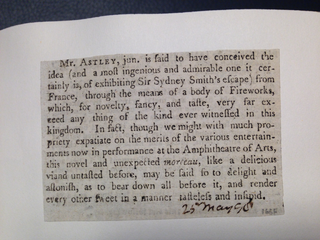 Mr. ASTLEY, jun. is ſaid to have conceived the
idea (and a moſt ingenious and admirable one it cer-
tainly is, of exhibiting Sir Sydney Smith's eſcape) from
France, through the means of a body of Fireworks,
which, for novelty, fancy, and taſte, very far ex-
ceed any thing of the kind ever witneſſed in this
kingdom. In fact, though we might with much pro-
priety expatiate on the merits of the various entertain-
ments now in performance at the Amphitheatre of Arts,
this novel and unexpected morceau, like a delicious
viand untaſted before, may be ſaid ſo to delight and
aſtoniſh, as to bear down all before it, and render
every other facet in a manner taſteleſs and inſipid.
25 May 98